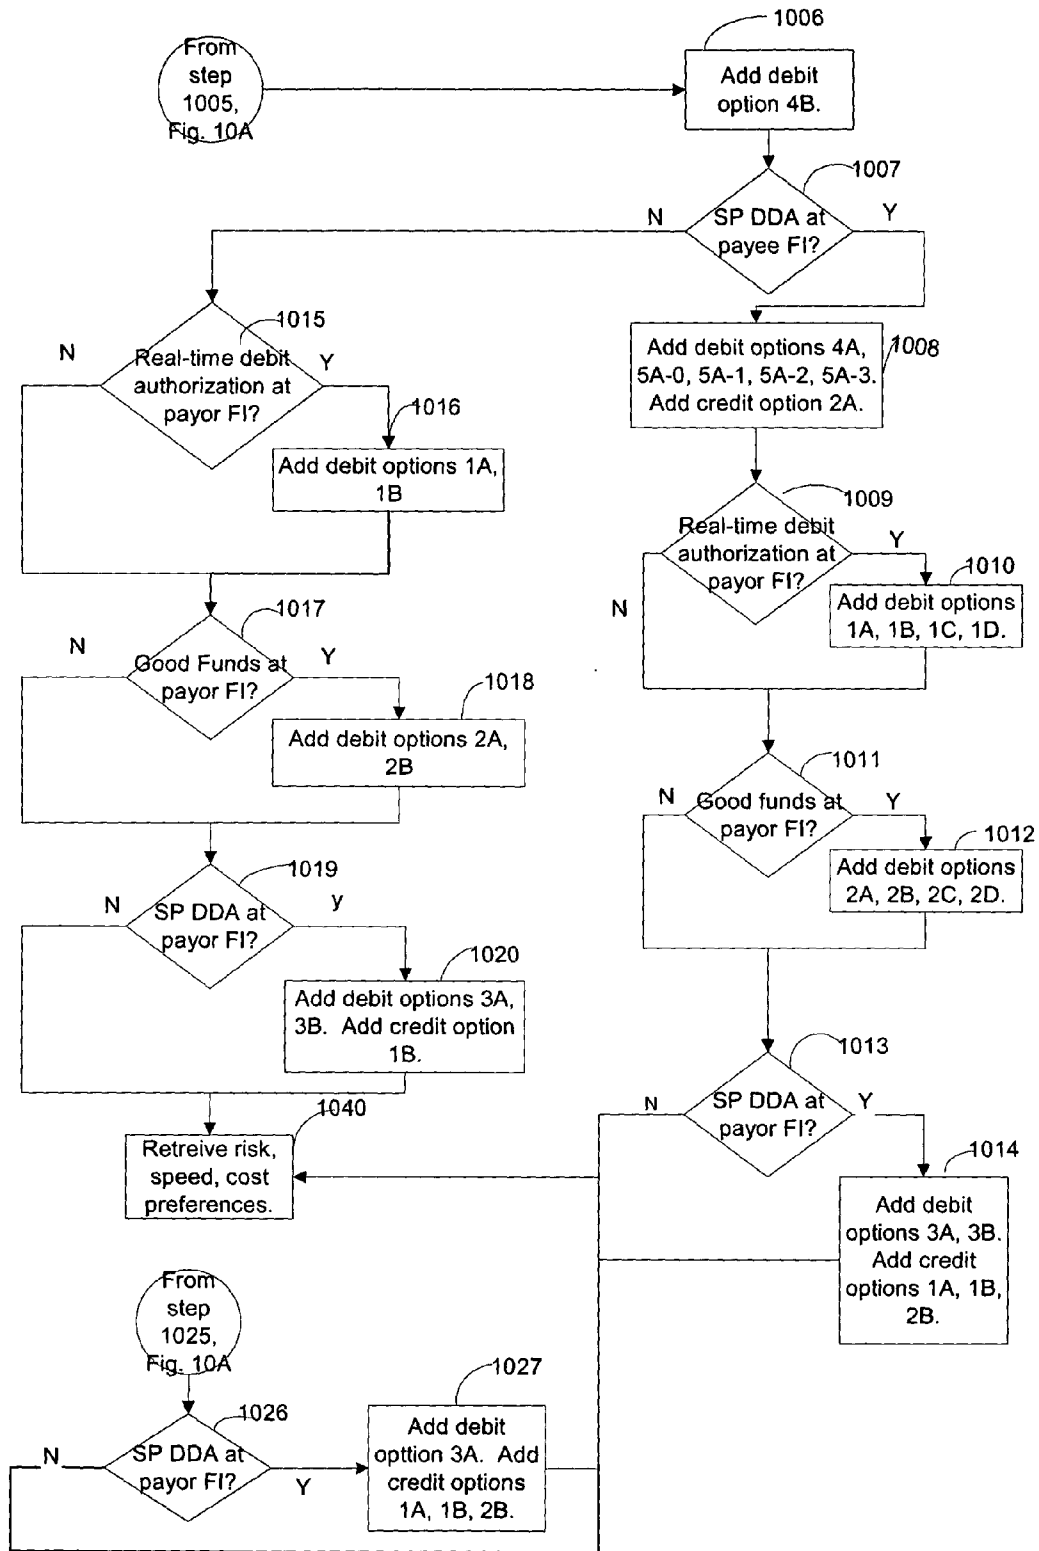 From
step
1005,
Fig. 10A
1006
Add debit
option 4B.
1007
SP DDA at
payee FI?
N
Y
1008
Add debit options 4A,
5A-0, 5A-1, 5A-2, 5A-3.
Add credit option 2A.
1015
Real-time debit
authorization at
payor FI?
N
Y
1016
Add debit options 1A,
1B
1009
Real-time debit
authorization at
payor FI?
Y
N
1010
Add debit options
1A, 1B, 1C, 1D.
1017
Good Funds at
payor FI?
N
Y
1018
Add debit options 2A,
2B
1011
Good funds at
payor FI?
N
Y
1012
Add debit options
2A, 2B, 2C, 2D.
1019
SP DDA at
payor FI?
N
y
1020
Add debit options 3A,
3B. Add credit option
1B.
1013
SP DDA at
payor FI?
N
Y
1014
Add debit
options 3A, 3B.
Add credit
options 1A, 1B,
2B.
1040
Retreive risk,
speed, cost
preferences.
From
step
1025,
Fig. 10A
1026
SP DDA at
payor FI?
N
Y
1027
Add debit
opttion 3A. Add
credit options
1A, 1B, 2B.